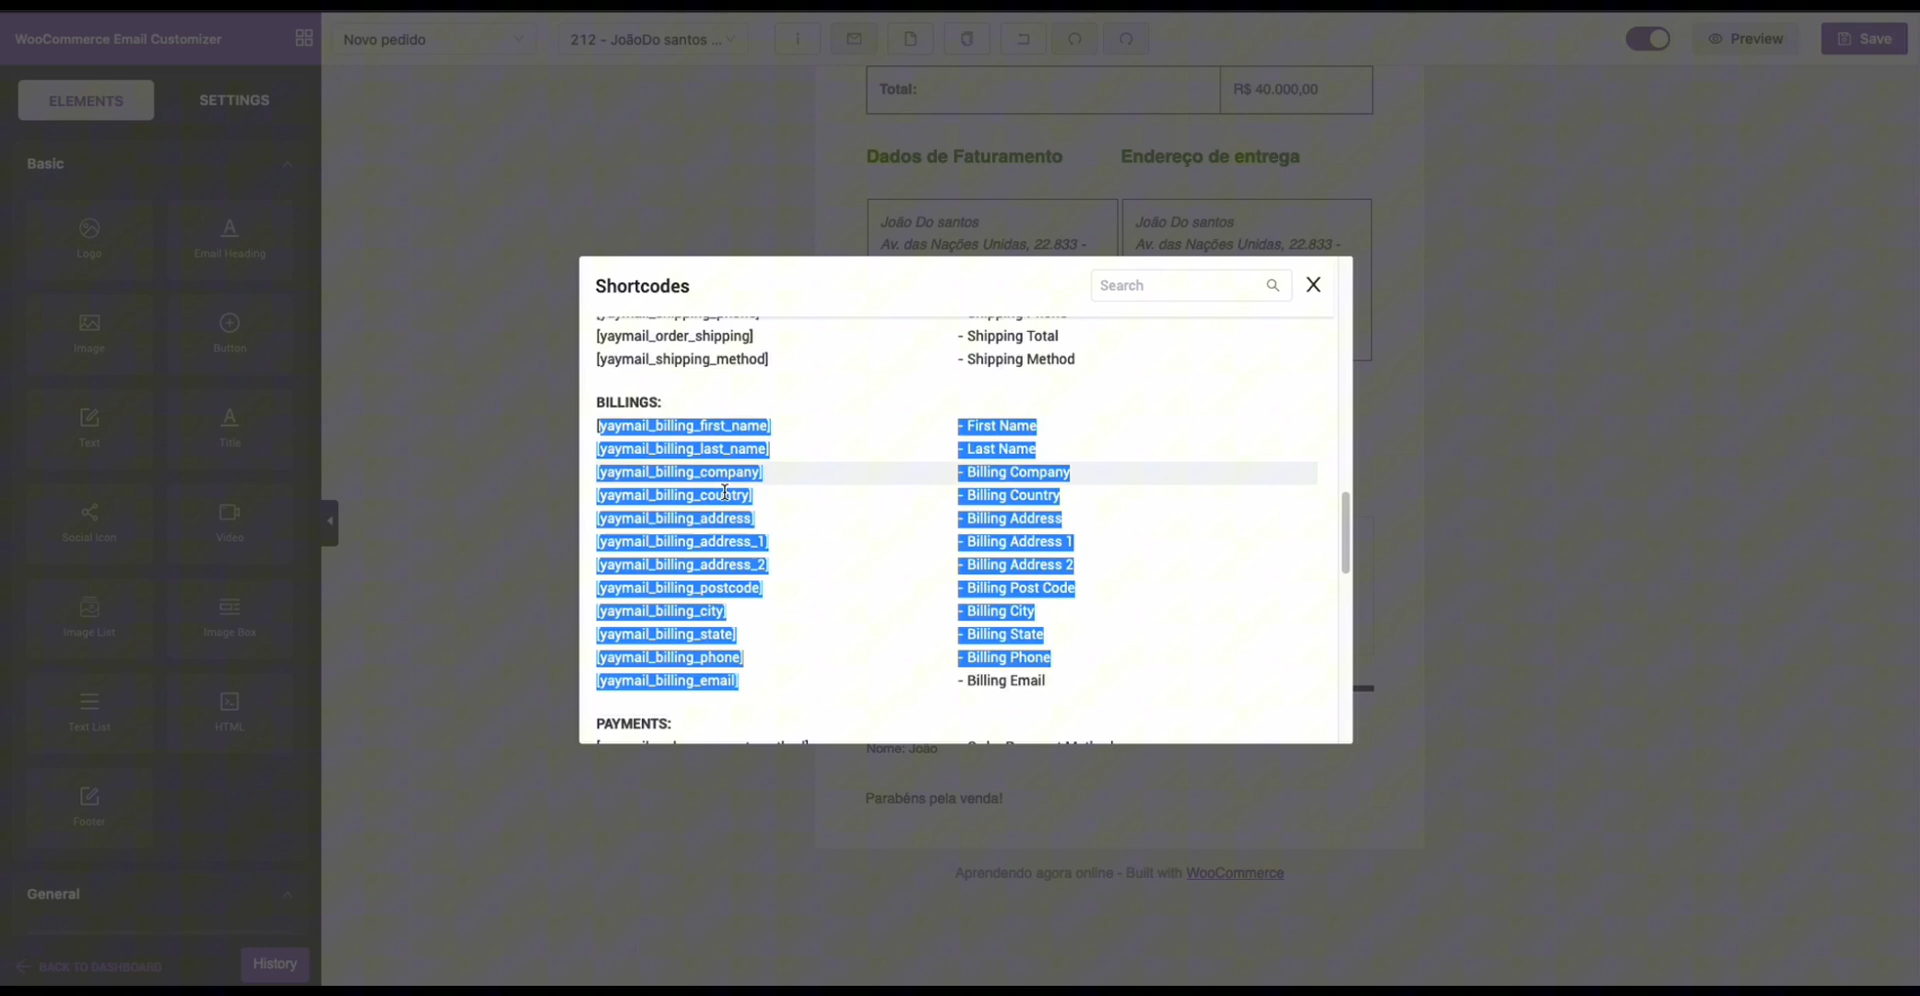 WooCommerce Email Customizer
Novo pedido
212 - JoãoDo santos ...
Preview
Save
ELEMENTS
SETTINGS
Basic
Logo
Email Heading
Image
Button
Text
Title
Social Icon
Video
Image List
Image Box
Text List
HTML
Footer
General
BACK TO DASHBOARD
History
Total:
R$ 40.000,00
Dados de Faturamento
Endereço de entrega
João Do santos
Av. das Nações Unidas, 22.833 -
João Do santos
Av. das Nações Unidas, 22.833 -
Shortcodes
Search
[yaymail_order_shipping] - Shipping Total
[yaymail_shipping_method] - Shipping Method
BILLINGS:
[yaymail_billing_first_name] - First Name
[yaymail_billing_last_name] - Last Name
[yaymail_billing_company] - Billing Company
[yaymail_billing_country] - Billing Country
[yaymail_billing_address] - Billing Address
[yaymail_billing_address_1] - Billing Address 1
[yaymail_billing_address_2] - Billing Address 2
[yaymail_billing_postcode] - Billing Post Code
[yaymail_billing_city] - Billing City
[yaymail_billing_state] - Billing State
[yaymail_billing_phone] - Billing Phone
[yaymail_billing_email] - Billing Email
PAYMENTS:
Nome: João
Parabéns pela venda!
Aprendendo agora online - Built with WooCommerce